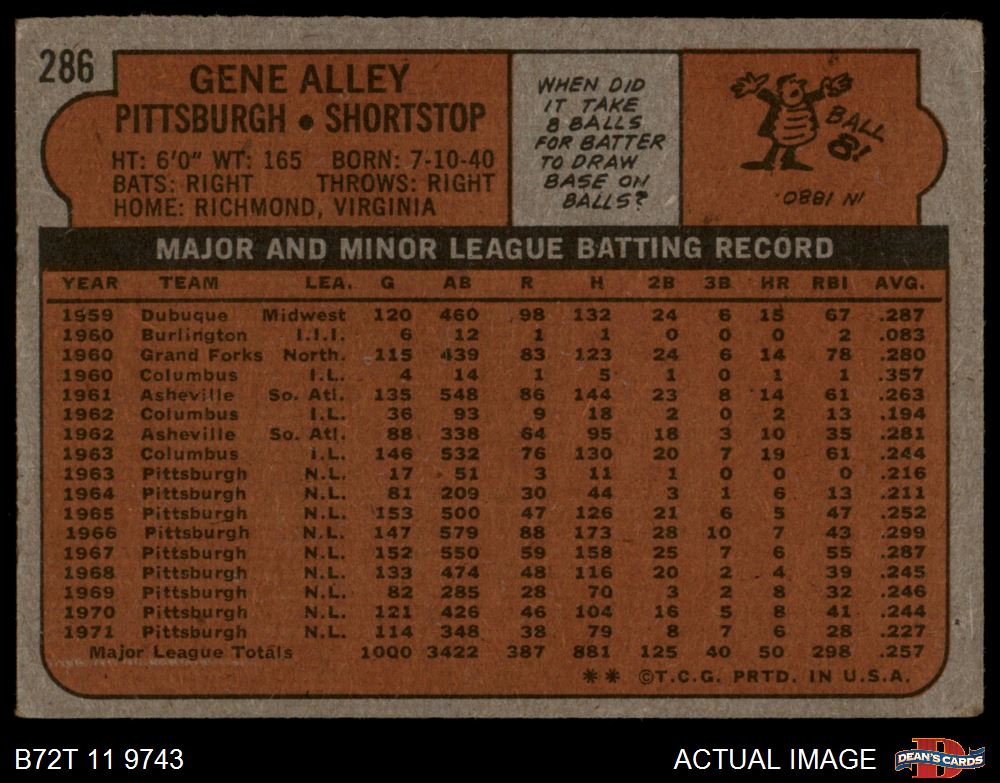 286
GENE ALLEY
PITTSBURGH • SHORTSTOP
HT: 6'0" WT: 165 BORN: 7-10-40
BATS: RIGHT THROWS: RIGHT
HOME: RICHMOND, VIRGINIA
WHEN DID
IT TAKE
8 BALLS
FOR BATTER
TO DRAW
BASE ON
BALLS?
BALL
8!
IN 1880.
MAJOR AND MINOR LEAGUE BATTING RECORD
YEAR TEAM LEA. G AB R H 2B 3B HR RBI AVG.
1959 Dubuque Midwest 120 460 98 132 24 6 15 67 .287
1960 Burlington I.I.I. 6 12 1 1 0 0 0 2 .083
1960 Grand Forks North. 115 439 83 123 24 6 14 78 .280
1960 Columbus I.L. 4 14 1 5 1 0 1 1 .357
1961 Asheville So. Atl. 135 548 86 144 23 8 14 61 .263
1962 Columbus I.L. 36 93 9 18 2 0 2 13 .194
1962 Asheville So. Atl. 88 338 64 95 18 3 10 35 .281
1963 Columbus I.L. 146 532 76 130 20 7 19 61 .244
1963 Pittsburgh N.L. 17 51 3 11 1 0 0 0 .216
1964 Pittsburgh N.L. 81 209 30 44 3 1 6 13 .211
1965 Pittsburgh N.L. 153 500 47 126 21 6 5 47 .252
1966 Pittsburgh N.L. 147 579 88 173 28 10 7 43 .299
1967 Pittsburgh N.L. 152 550 59 158 25 7 6 55 .287
1968 Pittsburgh N.L. 133 474 48 116 20 2 4 39 .245
1969 Pittsburgh N.L. 82 285 28 70 3 2 8 32 .246
1970 Pittsburgh N.L. 121 426 46 104 16 5 8 41 .244
1971 Pittsburgh N.L. 114 348 38 79 8 7 6 28 .227
Major League Totals 1000 3422 387 881 125 40 50 298 .257
** ©T.C.G. PRTD. IN U.S.A.
B72T 11 9743
ACTUAL IMAGE
D
DEAN'S CARDS